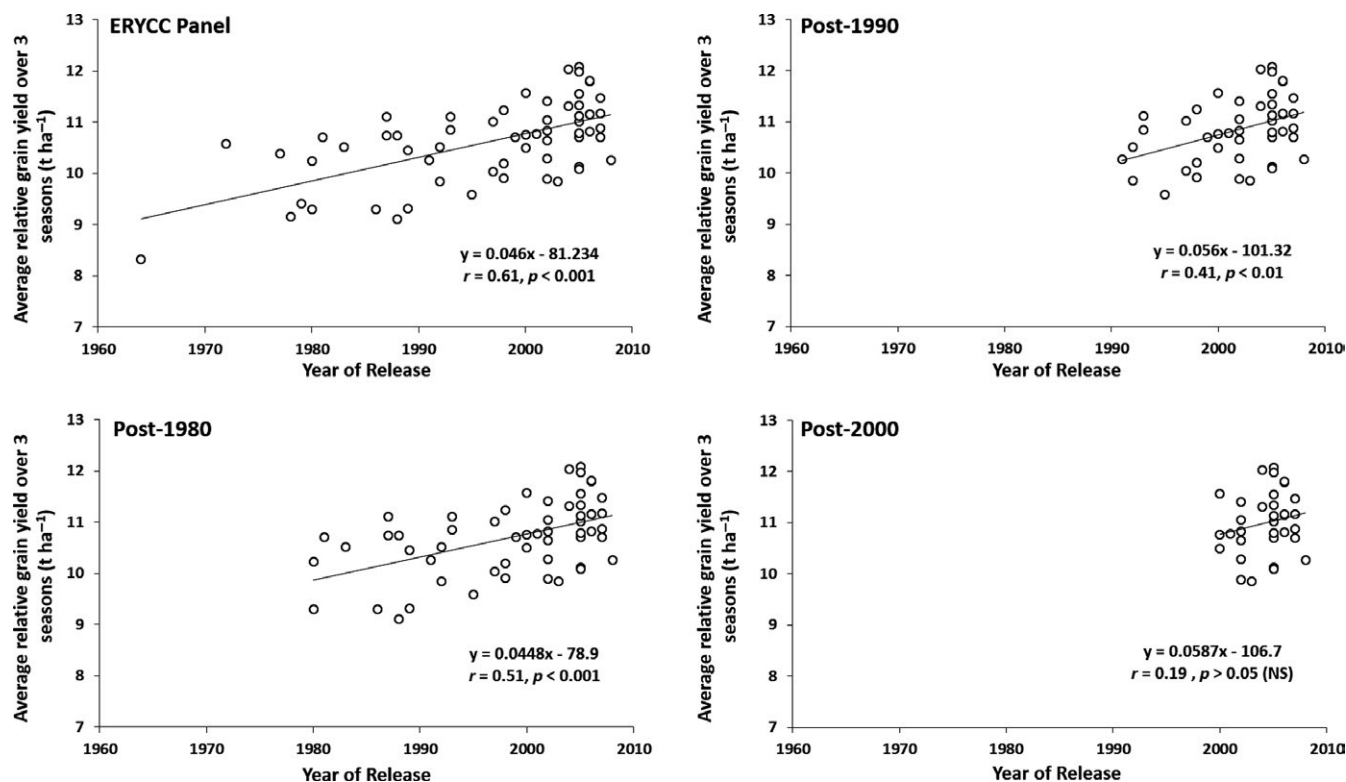 ERYCC Panel
Average relative grain yield over 3
seasons (t ha⁻¹)
13
12
11
10
9
8
7
y = 0.046x - 81.234
r = 0.61, p < 0.001
1960
1970
1980
1990
2000
2010
Year of Release
Post-1990
Average relative grain yield over 3
seasons (t ha⁻¹)
13
12
11
10
9
8
7
y = 0.056x - 101.32
r = 0.41, p < 0.01
1960
1970
1980
1990
2000
2010
Year of Release
Post-1980
Average relative grain yield over 3
seasons (t ha⁻¹)
13
12
11
10
9
8
7
y = 0.0448x - 78.9
r = 0.51, p < 0.001
1960
1970
1980
1990
2000
2010
Year of Release
Post-2000
Average relative grain yield over 3
seasons (t ha⁻¹)
13
12
11
10
9
8
7
y = 0.0587x - 106.7
r = 0.19 , p > 0.05 (NS)
1960
1970
1980
1990
2000
2010
Year of Release